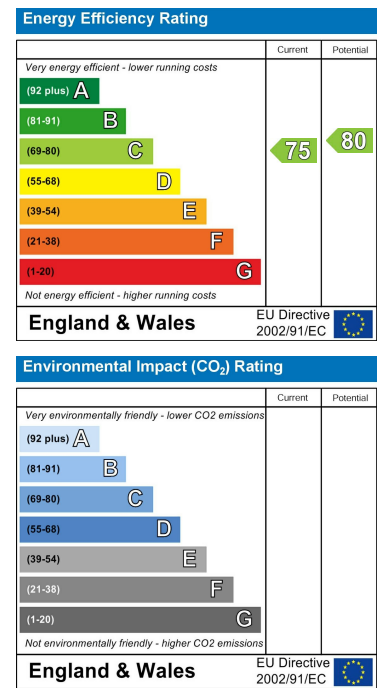 Energy Efficiency Rating
Current Potential
Very energy efficient - lower running costs
(92 plus) A
(81-91) B
(69-80) C
(55-68) D
(39-54) E
(21-38) F
(1-20) G
75
80
Not energy efficient - higher running costs
England & Wales
EU Directive
2002/91/EC
Environmental Impact (CO₂) Rating
Current Potential
Very environmentally friendly - lower CO2 emissions
(92 plus) A
(81-91) B
(69-80) C
(55-68) D
(39-54) E
(21-38) F
(1-20) G
Not environmentally friendly - higher CO2 emissions
England & Wales
EU Directive
2002/91/EC